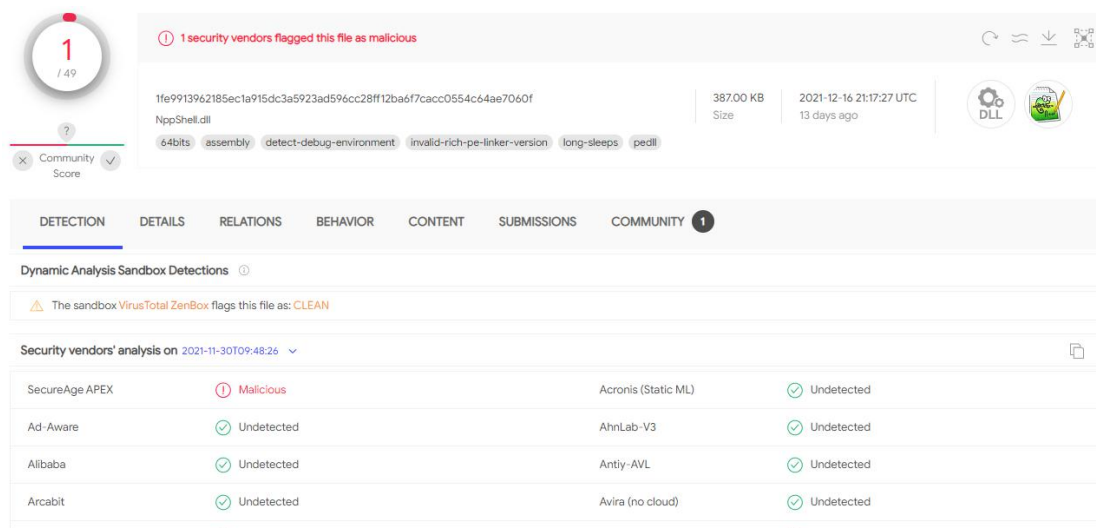 1
/ 49
1 security vendors flagged this file as malicious
1fe9913962185ec1a915dc3a5923ad596cc28ff12ba6f7cacc0554c64ae7060f
NppShell.dll
387.00 KB
Size
2021-12-16 21:17:27 UTC
13 days ago
DLL
64bits assembly detect-debug-environment invalid-rich-pe-linker-version long-sleeps pedll
?
Community
Score
DETECTION DETAILS RELATIONS BEHAVIOR CONTENT SUBMISSIONS COMMUNITY 1
Dynamic Analysis Sandbox Detections
The sandbox VirusTotal ZenBox flags this file as: CLEAN
Security vendors' analysis on 2021-11-30T09:48:26
SecureAge APEX Malicious Acronis (Static ML) Undetected
Ad-Aware Undetected AhnLab-V3 Undetected
Alibaba Undetected Antiy-AVL Undetected
Arcabit Undetected Avira (no cloud) Undetected